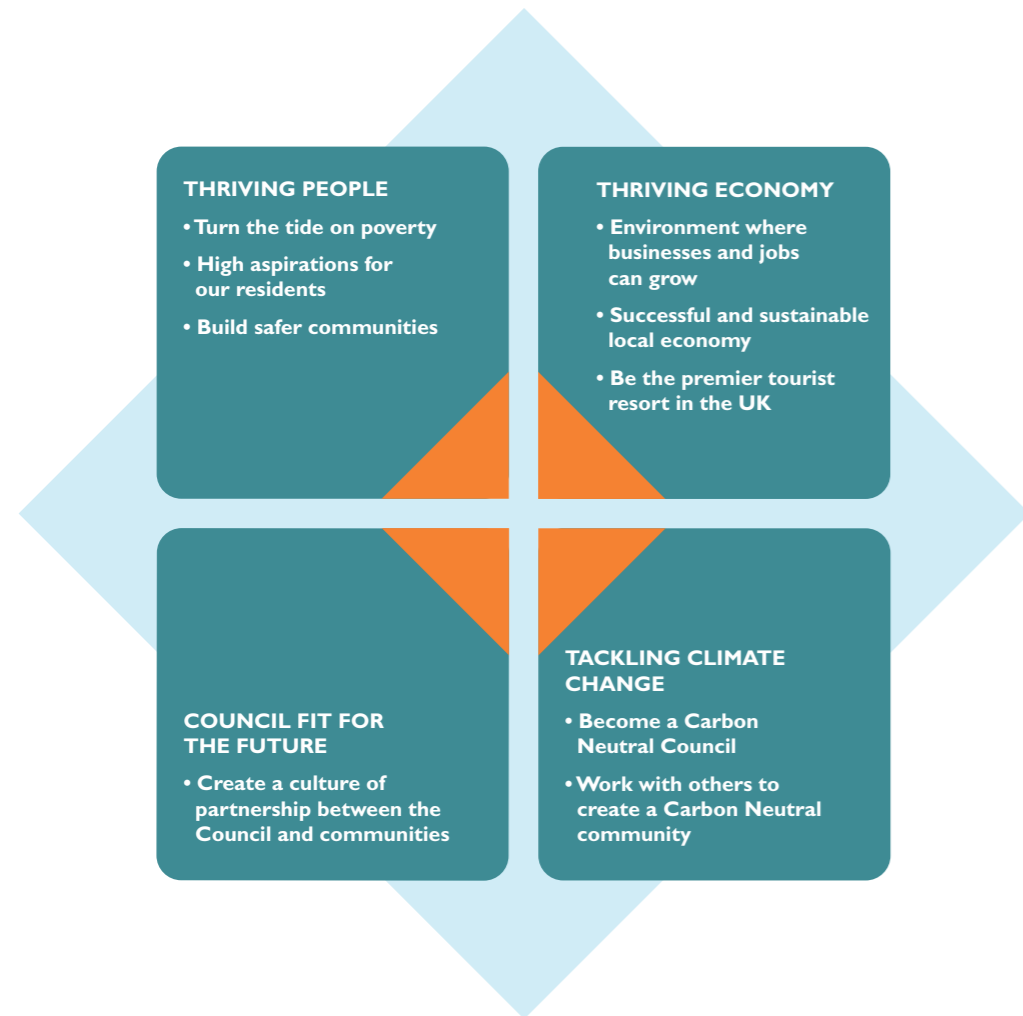 THRIVING PEOPLE
• Turn the tide on poverty
• High aspirations for
our residents
• Build safer communities
THRIVING ECONOMY
• Environment where
businesses and jobs
can grow
• Successful and sustainable
local economy
• Be the premier tourist
resort in the UK
COUNCIL FIT FOR
THE FUTURE
• Create a culture of
partnership between the
Council and communities
TACKLING CLIMATE
CHANGE
• Become a Carbon
Neutral Council
• Work with others to
create a Carbon Neutral
community